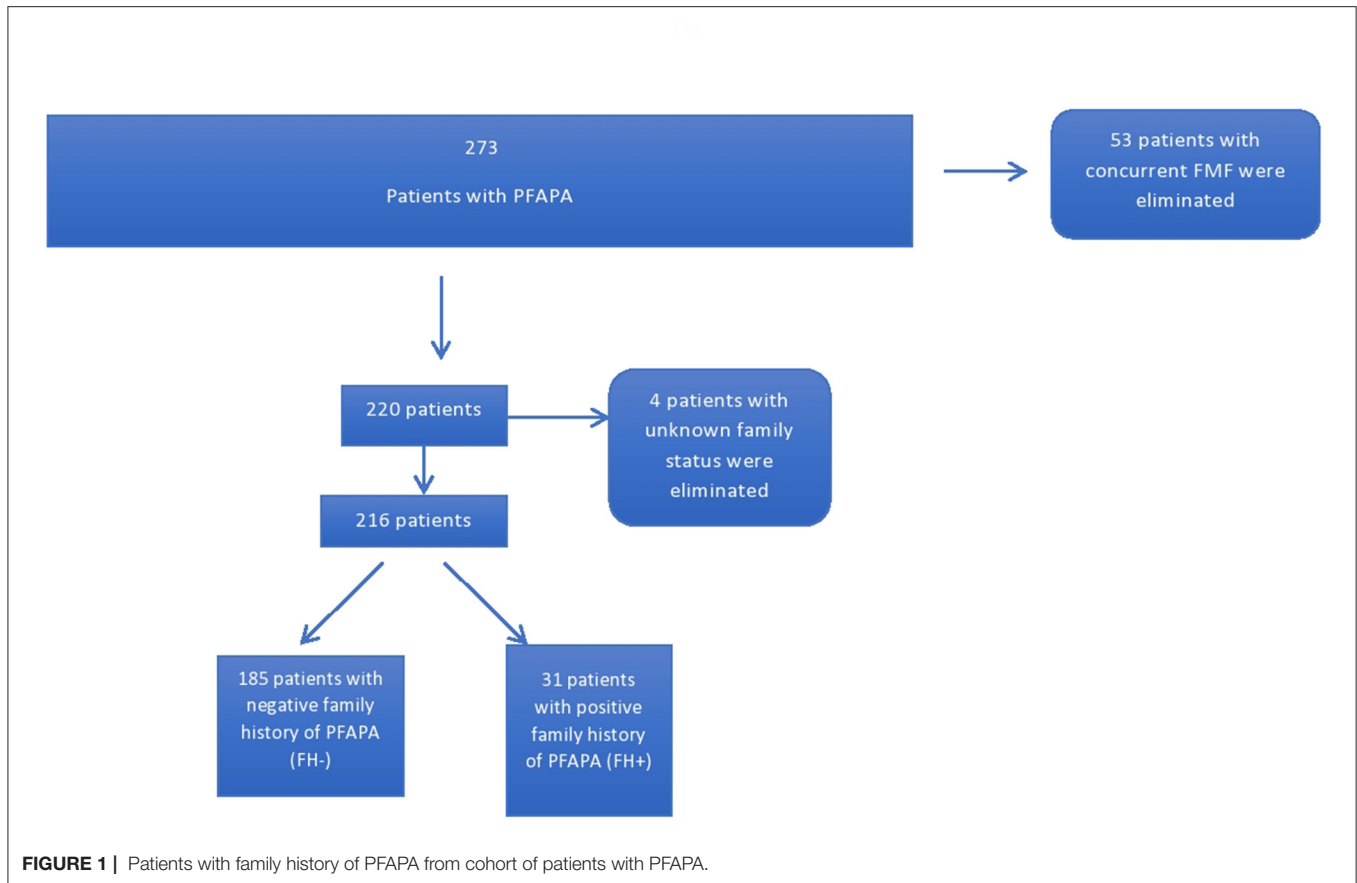 273
Patients with PFAPA
53 patients with
concurrent FMF were
eliminated
220 patients
4 patients with
unknown family
status were
eliminated
216 patients
185 patients with
negative family
history of PFAPA
(FH-)
31 patients
with positive
family history
of PFAPA (FH+)
FIGURE 1 | Patients with family history of PFAPA from cohort of patients with PFAPA.